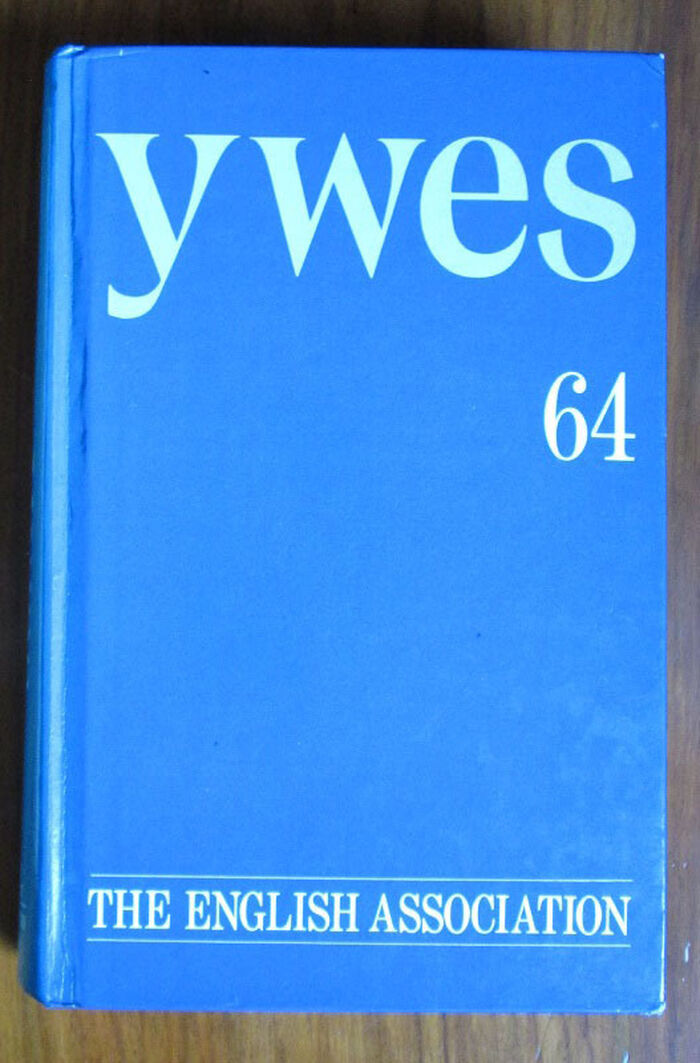 ywes
64
THE ENGLISH ASSOCIATION